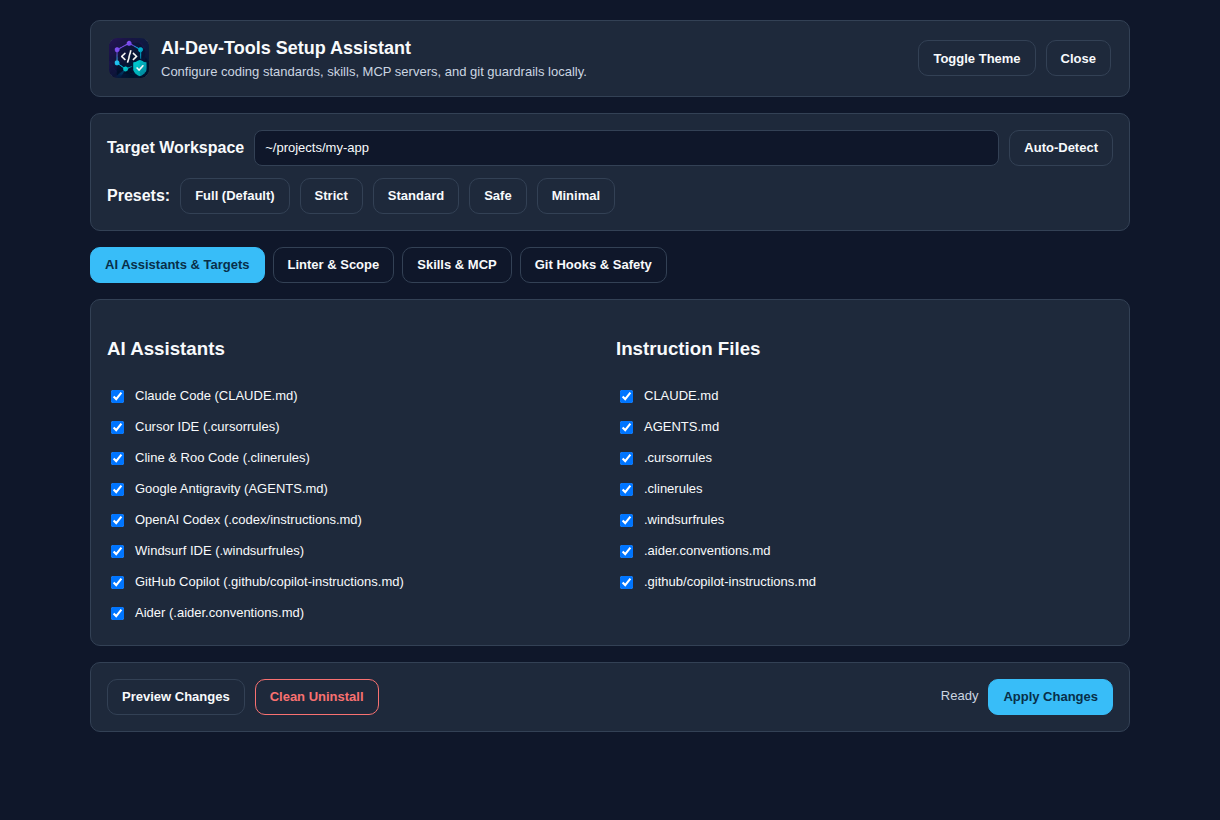 AI-Dev-Tools Setup Assistant
Configure coding standards, skills, MCP servers, and git guardrails locally.
Toggle Theme
Close
Target Workspace
~/projects/my-app
Auto-Detect
Presets:
Full (Default)
Strict
Standard
Safe
Minimal
AI Assistants & Targets
Linter & Scope
Skills & MCP
Git Hooks & Safety
AI Assistants
Claude Code (CLAUDE.md)
Cursor IDE (.cursorrules)
Cline & Roo Code (.clinerules)
Google Antigravity (AGENTS.md)
OpenAI Codex (.codex/instructions.md)
Windsurf IDE (.windsurfrules)
GitHub Copilot (.github/copilot-instructions.md)
Aider (.aider.conventions.md)
Instruction Files
CLAUDE.md
AGENTS.md
.cursorrules
.clinerules
.windsurfrules
.aider.conventions.md
.github/copilot-instructions.md
Preview Changes
Clean Uninstall
Ready
Apply Changes